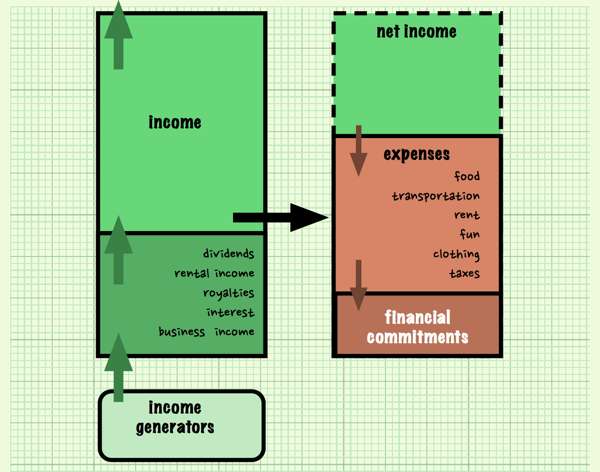 income
dividends
rental income
royalties
interest
business income
income
generators
net income
expenses
food
transportation
rent
fun
clothing
taxes
financial
commitments